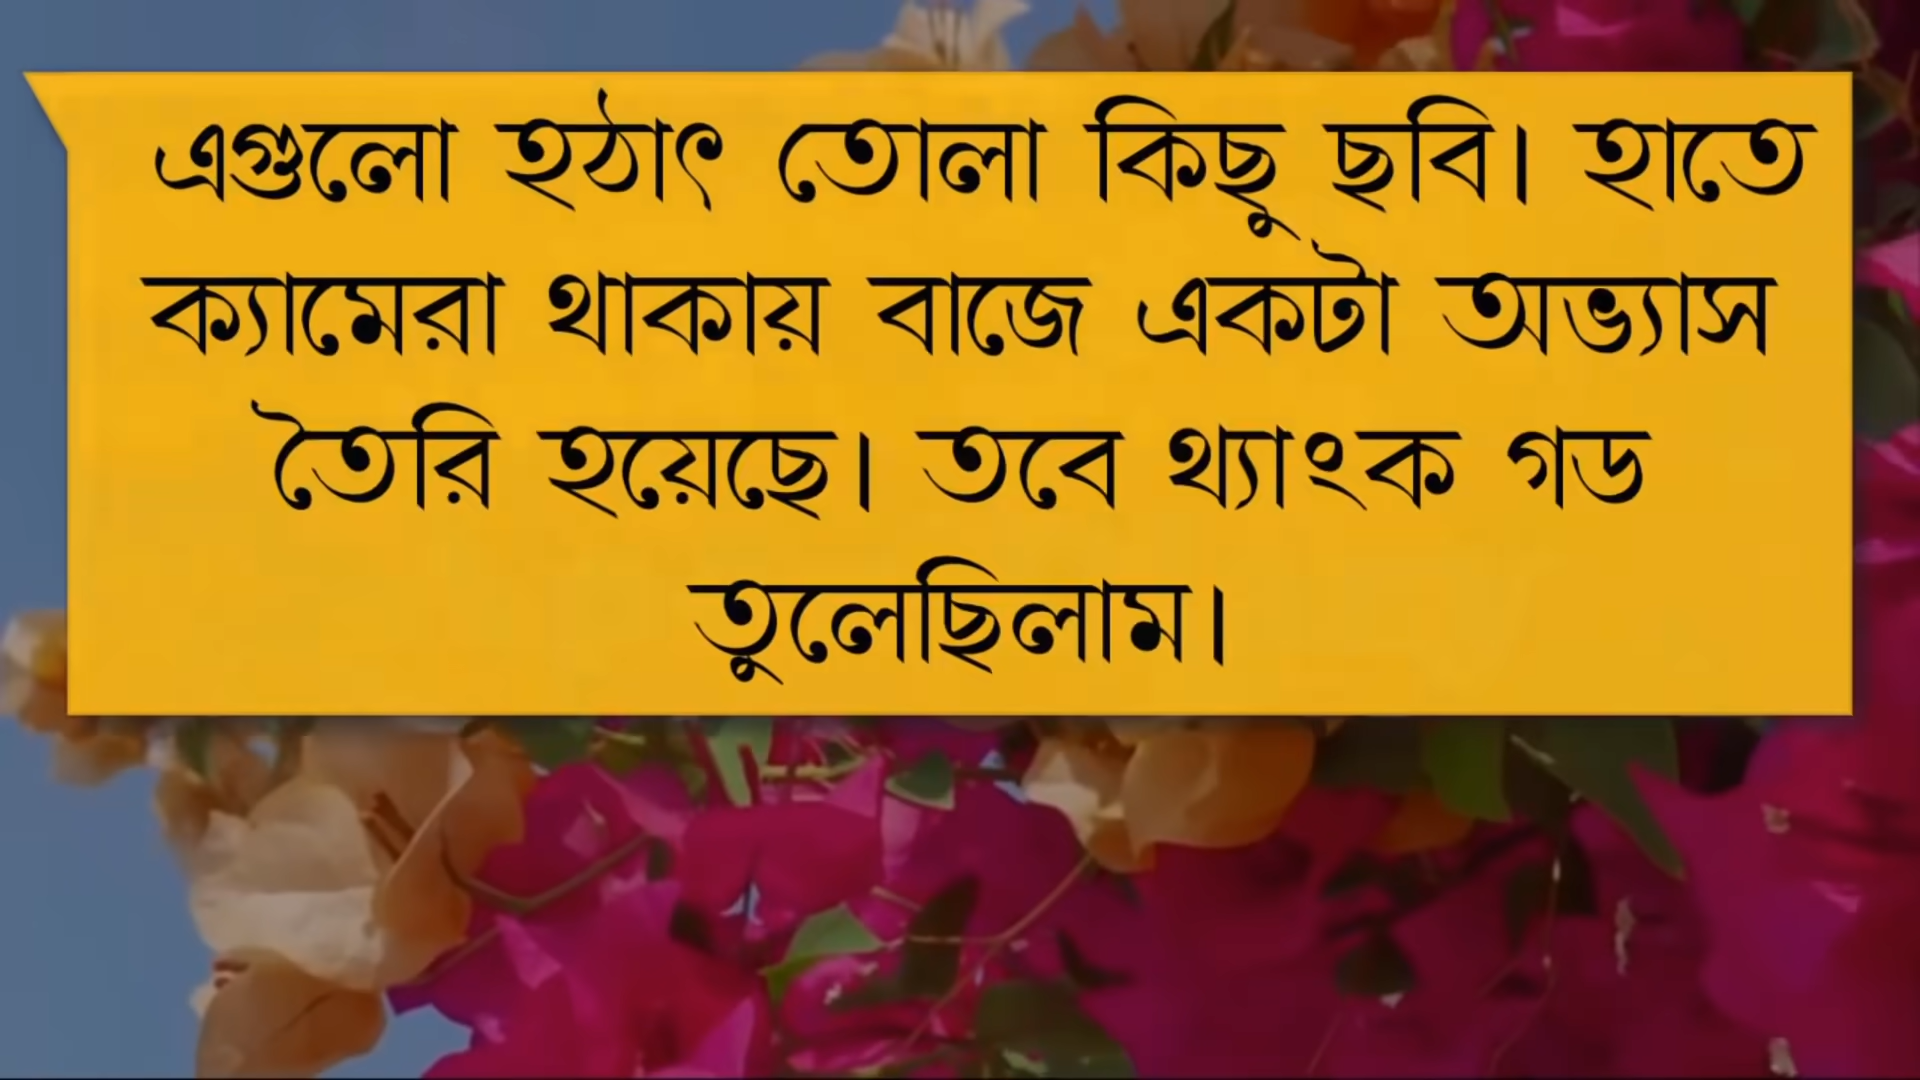 এগুলো হঠাৎ তোলা কিছু ছবি। হাতে
ক্যামেরা থাকায় বাজে একটা অভ্যাস
তৈরি হয়েছে। তবে থ্যাংক গড
তুলেছিলাম।